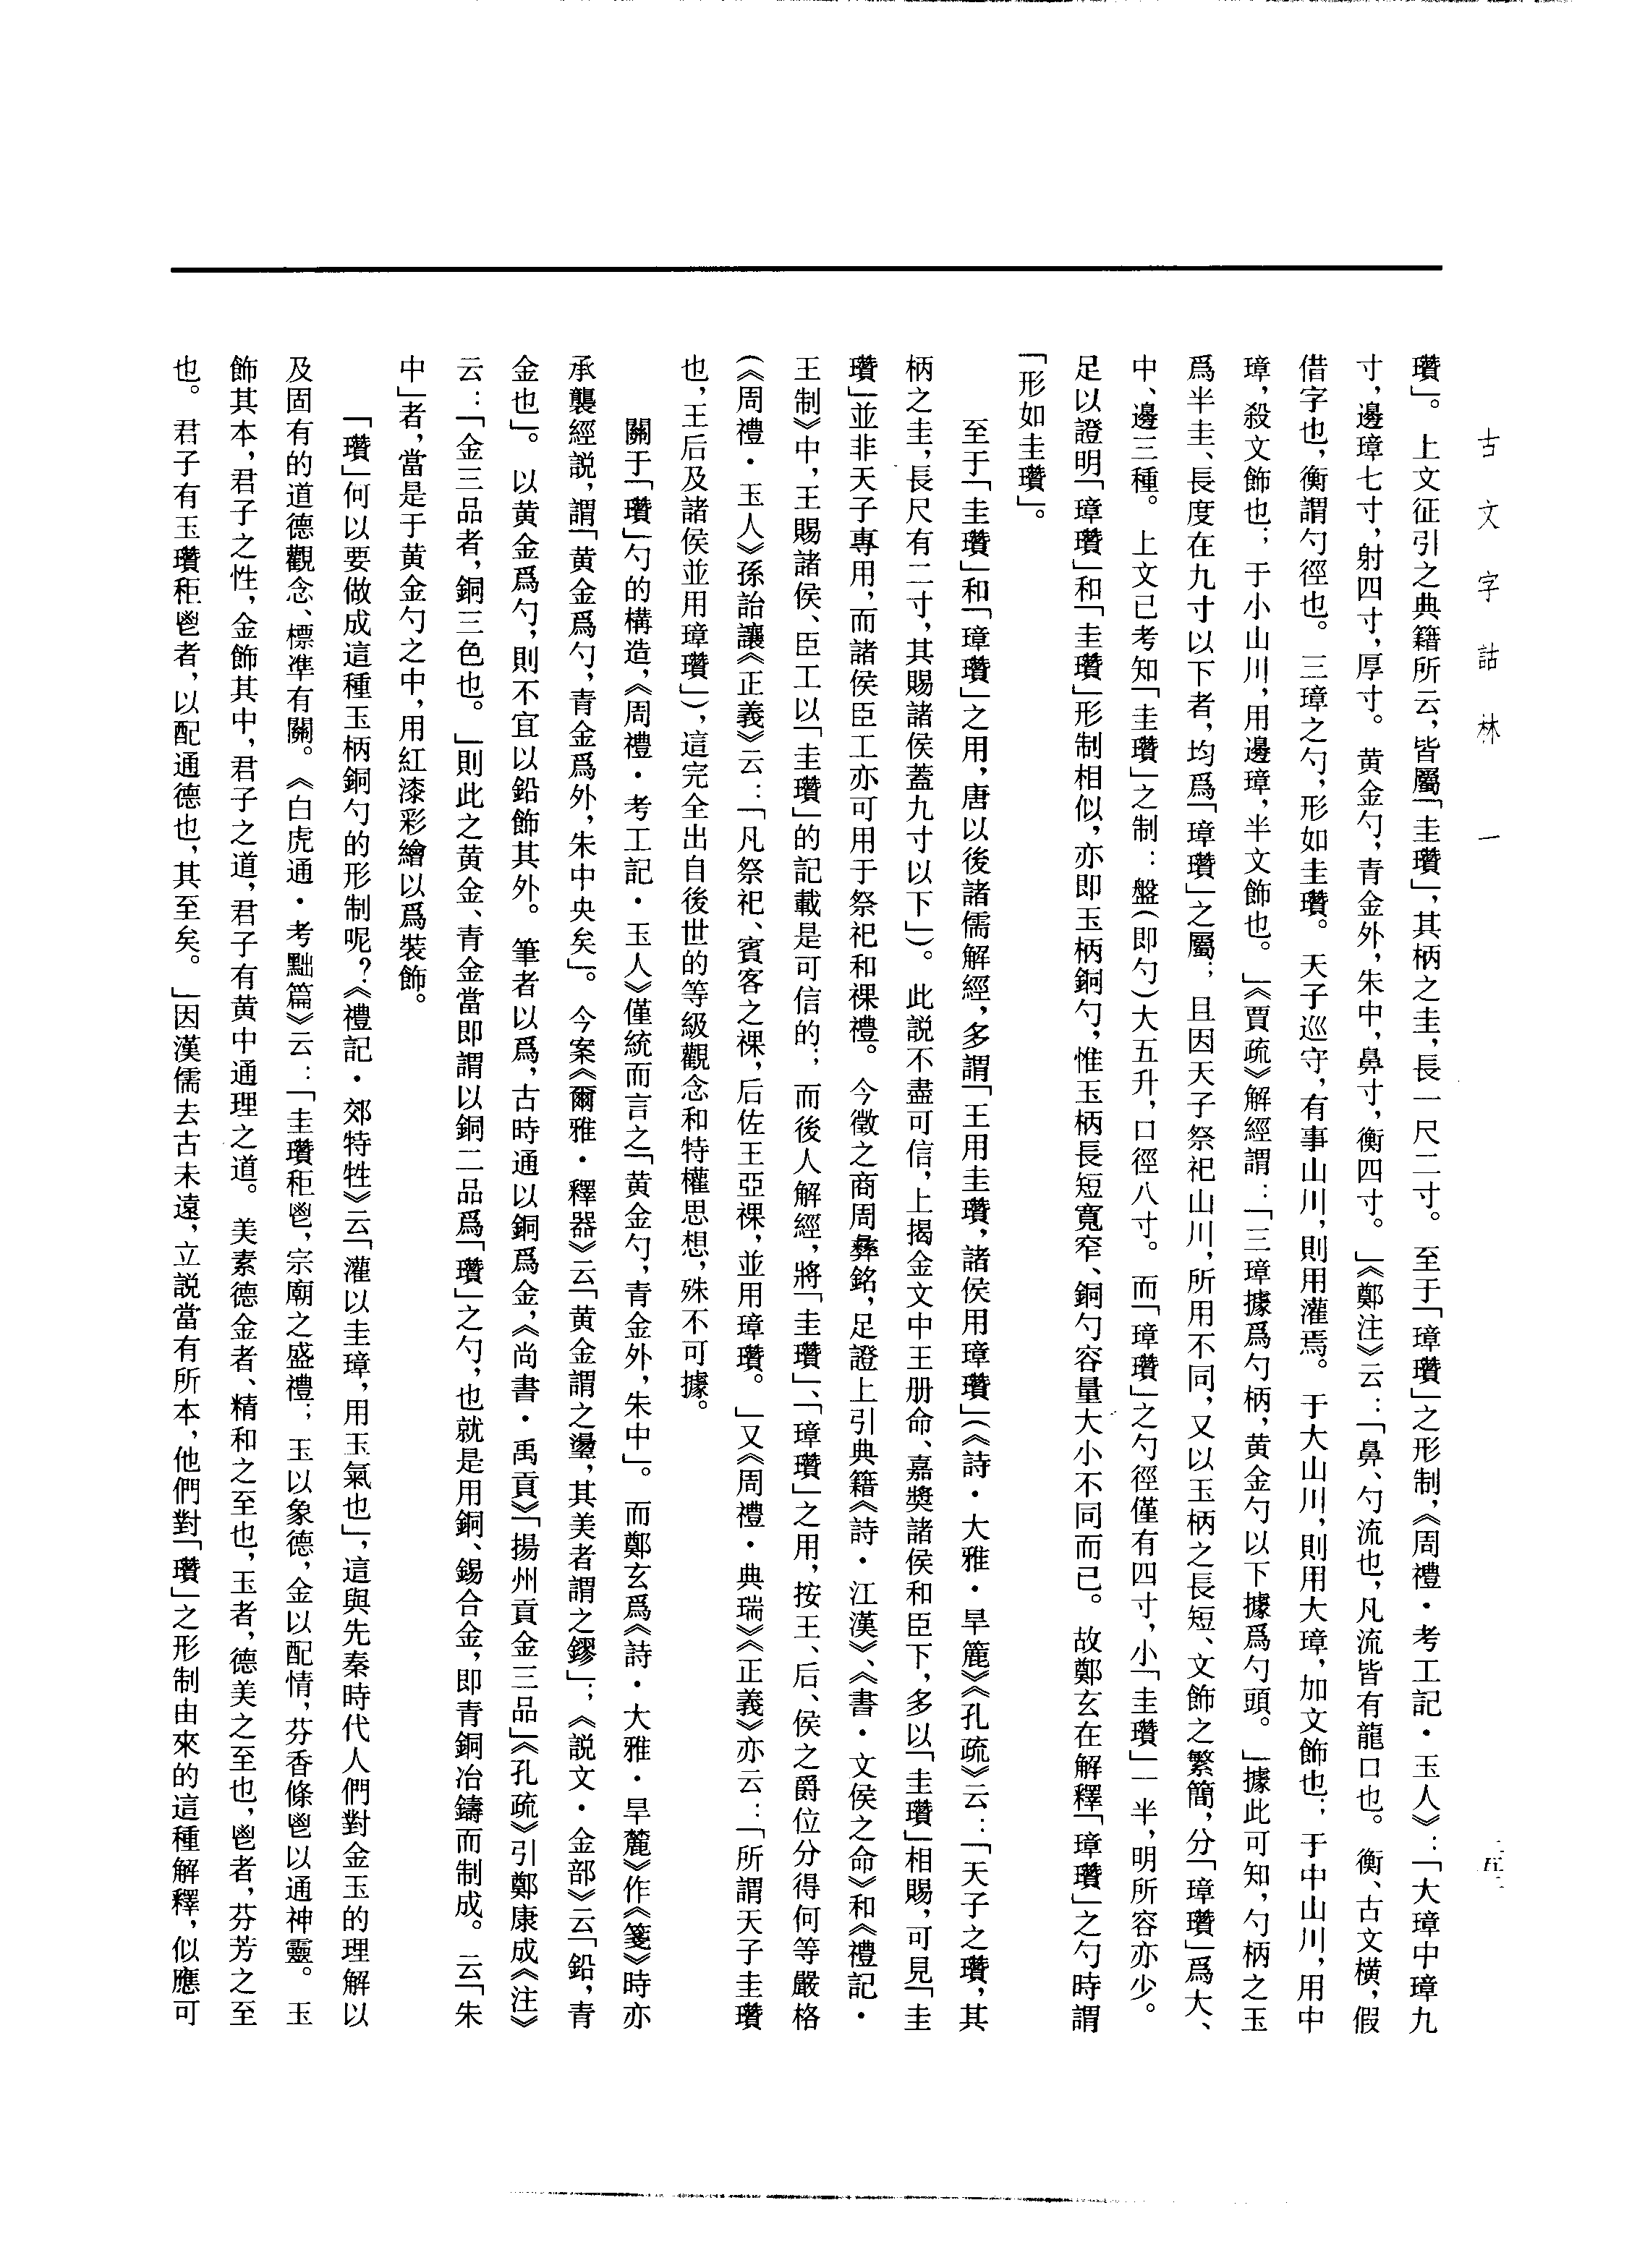 古文字詁林　一
二五二
瓚」。上文征引之典籍所云，皆屬「圭瓚」，其柄之圭，長一尺二寸。至于「璋瓚」之形制，《周禮·考工記·玉人》：「大璋中璋九
寸，邊璋七寸，射四寸，厚寸。黄金勺，青金外，朱中，鼻寸，衡四寸。」《鄭注》云：「鼻、勺流也，凡流皆有龍口也。衡、古文横，假
借字也，衡謂勺徑也。三璋之勺，形如圭瓚。天子巡守，有事山川，則用灌焉。于大山川，則用大璋，加文飾也；于中山川，用中
璋，殺文飾也；于小山川，用邊璋，半文飾也。」《賈疏》解經謂：「三璋據爲勺柄，黄金勺以下據爲勺頭。」據此可知，勺柄之玉
爲半圭、長度在九寸以下者，均爲「璋瓚」之屬；且因天子祭祀山川，所用不同，又以玉柄之長短、文飾之繁簡，分「璋瓚」爲大、
中、邊三種。上文已考知「圭瓚」之制：盤（即勺）大五升，口徑八寸。而「璋瓚」之勺徑僅有四寸，小「圭瓚」一半，明所容亦少。
足以證明「璋瓚」和「圭瓚」形制相似，亦即玉柄銅勺，惟玉柄長短寬窄、銅勺容量大小不同而已。故鄭玄在解釋「璋瓚」之勺時謂
「形如圭瓚」。
至于「圭瓚」和「璋瓚」之用，唐以後諸儒解經，多謂「王用圭瓚，諸侯用璋瓚」（《詩·大雅·旱麓》《孔疏》云：「天子之瓚，其
柄之圭，長尺有二寸，其賜諸侯蓋九寸以下」）。此説不盡可信，上揭金文中王册命、嘉獎諸侯和臣下，多以「圭瓚」相賜，可見「圭
瓚」並非天子專用，而諸侯臣工亦可用于祭祀和祼禮。今徵之商周彝銘，足證上引典籍《詩·江漢》、《書·文侯之命》和《禮記·
王制》中，王賜諸侯、臣工以「圭瓚」的記載是可信的；而後人解經，將「圭瓚」、「璋瓚」之用，按王、后、侯之爵位分得何等嚴格
（《周禮·玉人》孫詒讓《正義》云：「凡祭祀、賓客之祼，后佐王亞祼，並用璋瓚。」又《周禮·典瑞》《正義》亦云：「所謂天子圭瓚
也，王后及諸侯並用璋瓚」），這完全出自後世的等級觀念和特權思想，殊不可據。
關于「瓚」勺的構造，《周禮·考工記·玉人》僅統而言之「黄金勺，青金外，朱中」。而鄭玄爲《詩·大雅·旱麓》作《箋》時亦
承襲經説，謂「黄金爲勺，青金爲外，朱中央矣」。今案《爾雅·釋器》云「黄金謂之璗，其美者謂之鏐」；《説文·金部》云「鉛，青
金也」。以黄金爲勺，則不宜以鉛飾其外。筆者以爲，古時通以銅爲金，《尚書·禹貢》「揚州貢金三品」《孔疏》引鄭康成《注》
云：「金三品者，銅三色也。」則此之黄金、青金當即謂以銅二品爲「瓚」之勺，也就是用銅、錫合金，即青銅冶鑄而制成。云「朱
中」者，當是于黄金勺之中，用紅漆彩繪以爲裝飾。
「瓚」何以要做成這種玉柄銅勺的形制呢？《禮記·郊特牲》云「灌以圭璋，用玉氣也」，這與先秦時代人們對金玉的理解以
及固有的道德觀念、標準有關。《白虎通·考黜篇》云：「圭瓚秬鬯，宗廟之盛禮；玉以象德，金以配情，芬香條鬯以通神靈。玉
飾其本，君子之性，金飾其中，君子之道，君子有黄中通理之道。美素德金者、精和之至也，玉者，德美之至也，鬯者，芬芳之至
也。君子有玉瓚秬鬯者，以配通德也，其至矣。」因漢儒去古未遠，立説當有所本，他們對「瓚」之形制由來的這種解釋，似應可